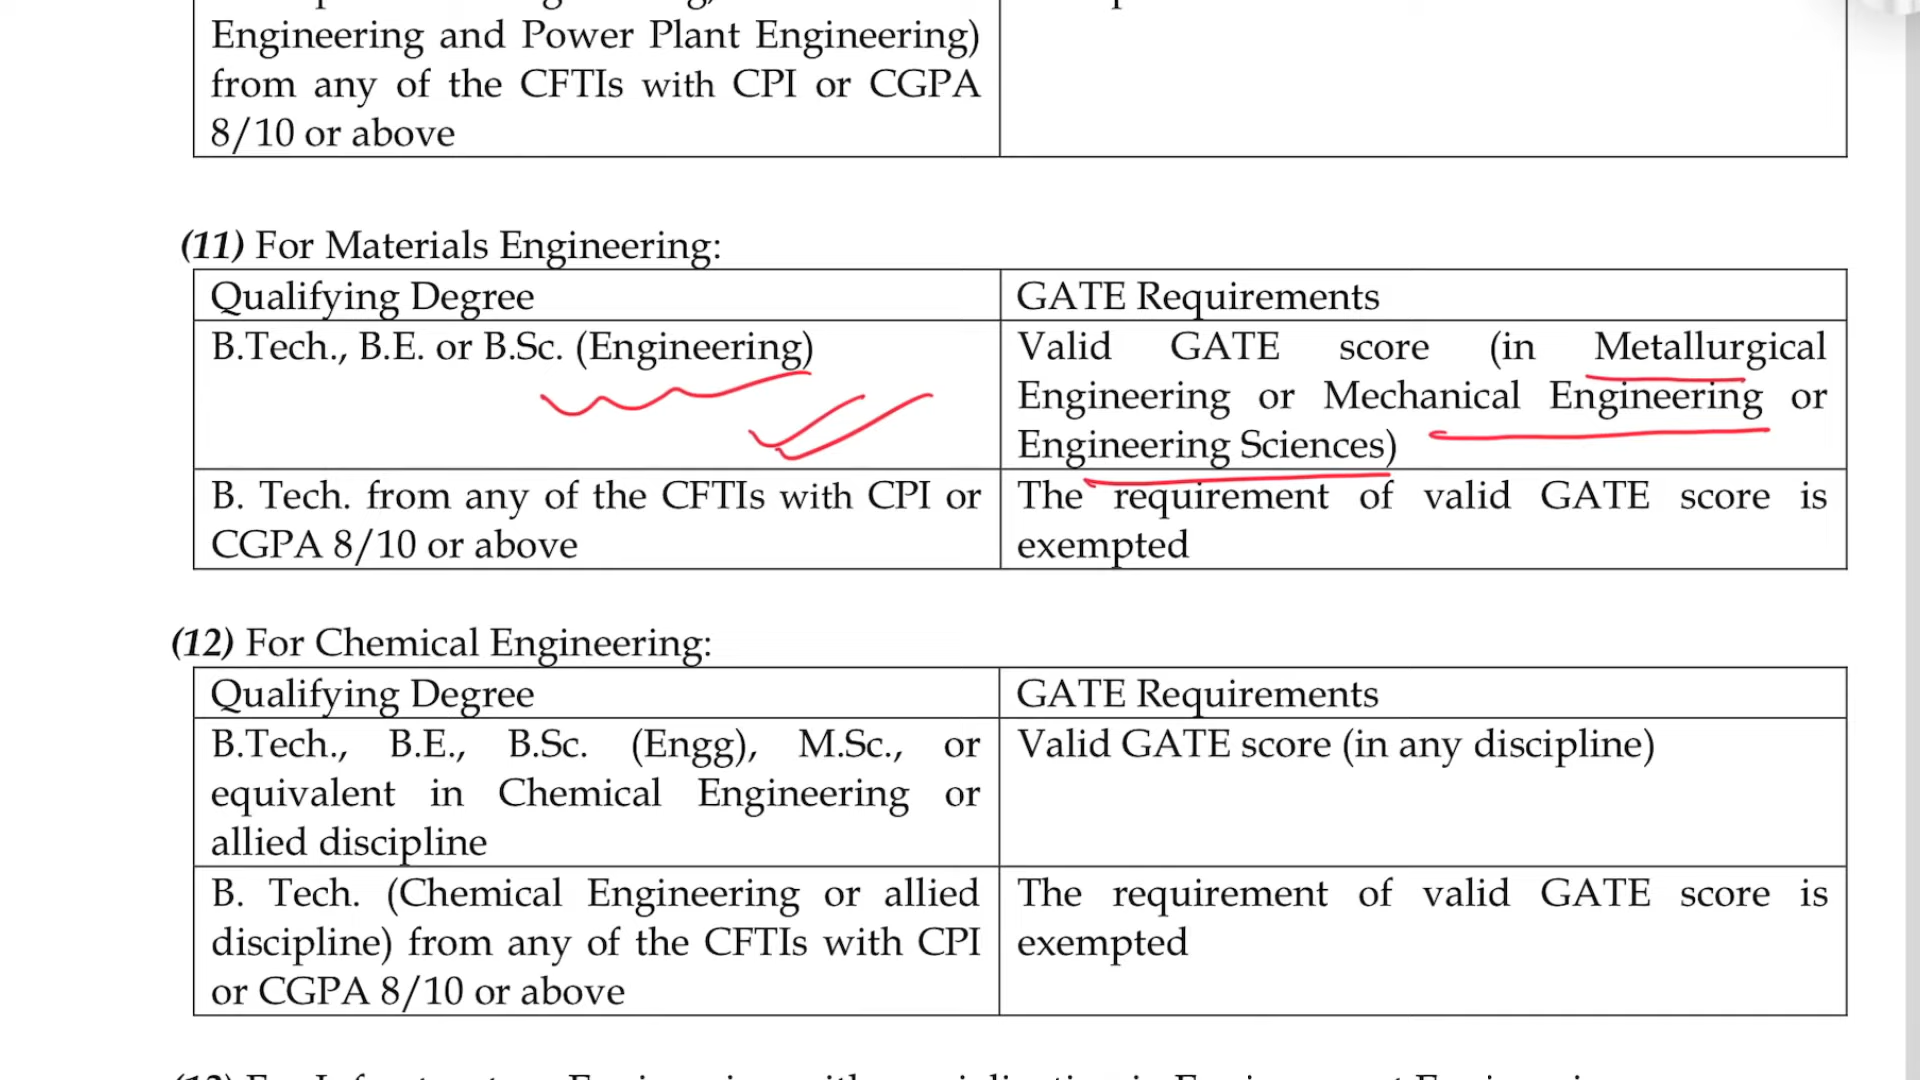 Engineering and Power Plant Engineering)
from any of the CFTIs with CPI or CGPA
8/10 or above
(11) For Materials Engineering:
Qualifying Degree
GATE Requirements
B.Tech., B.E. or B.Sc. (Engineering)
Valid GATE score (in Metallurgical
Engineering or Mechanical Engineering or
Engineering Sciences)
B. Tech. from any of the CFTIs with CPI or
CGPA 8/10 or above
The requirement of valid GATE score is
exempted
(12) For Chemical Engineering:
Qualifying Degree
GATE Requirements
B.Tech., B.E., B.Sc. (Engg), M.Sc., or
equivalent in Chemical Engineering or
allied discipline
Valid GATE score (in any discipline)
B. Tech. (Chemical Engineering or allied
discipline) from any of the CFTIs with CPI
or CGPA 8/10 or above
The requirement of valid GATE score is
exempted